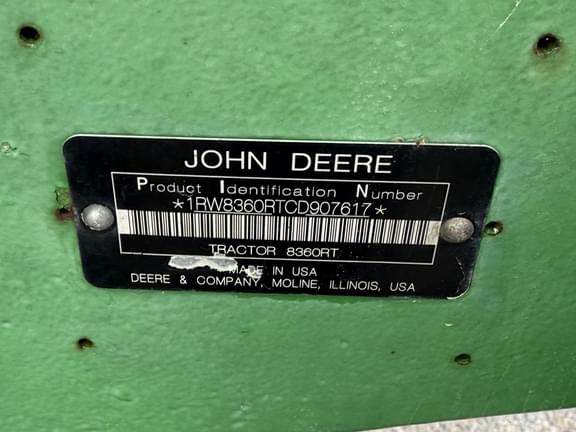 JOHN DEERE
Product Identification Number
*1RW8360RTCD907617*
TRACTOR 8360RT
MADE IN USA
DEERE & COMPANY, MOLINE, ILLINOIS, USA